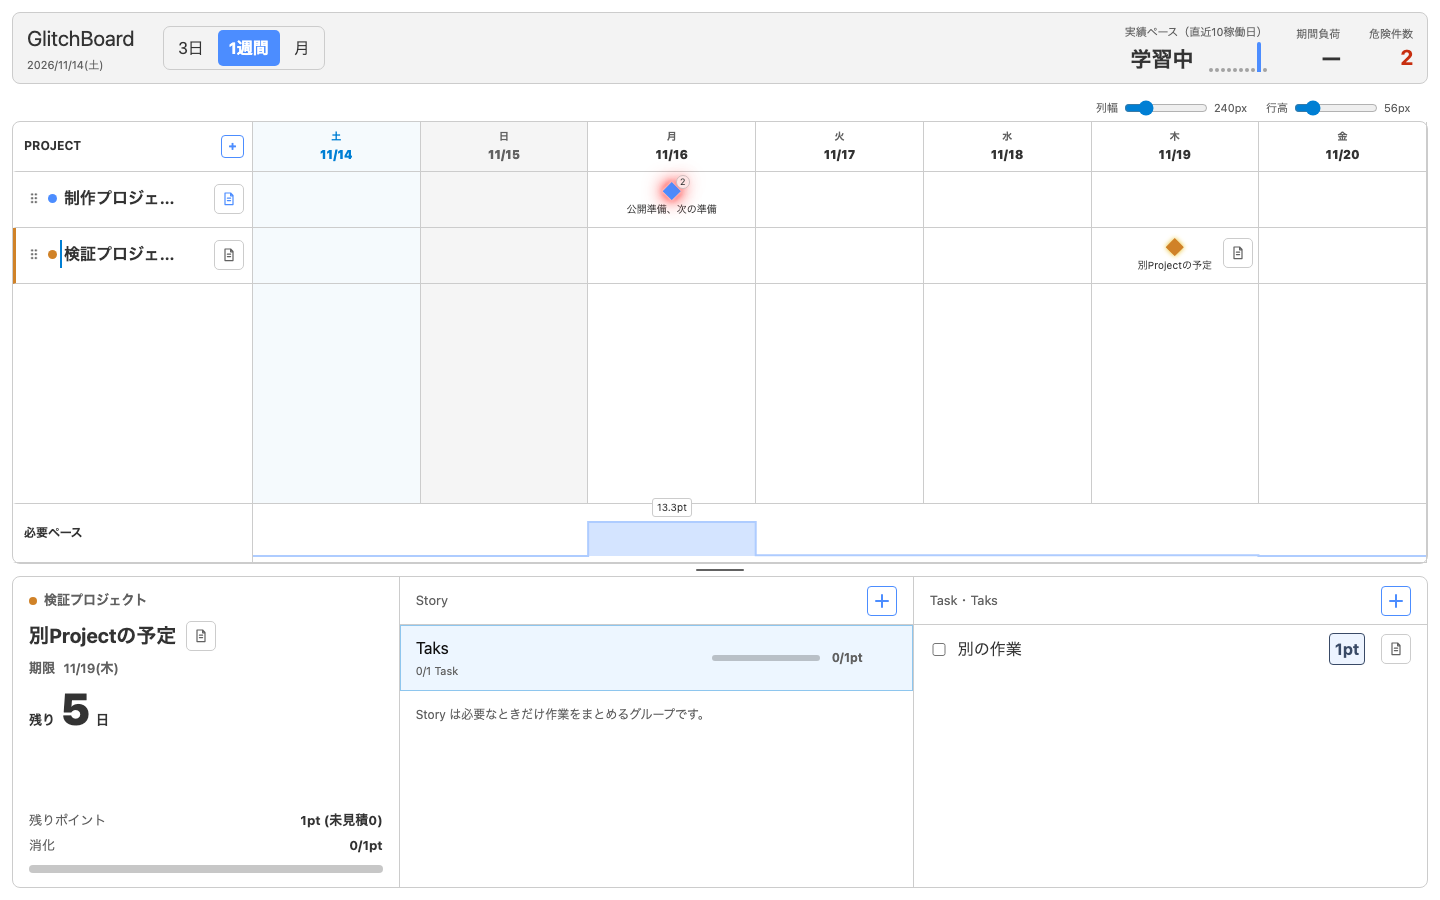 GlitchBoard
2026/11/14(土)
3日
1週間
月
実績ペース（直近10稼働日）
学習中
期間負荷
—
危険件数
2
列幅
240px
行高
56px
PROJECT
+
土
11/14
日
11/15
月
11/16
火
11/17
水
11/18
木
11/19
金
11/20
制作プロジェ...
2
公開準備、次の準備
検証プロジェ...
別Projectの予定
必要ペース
13.3pt
検証プロジェクト
別Projectの予定
期限 11/19(木)
残り 5 日
残りポイント
1pt (未見積0)
消化
0/1pt
Story
+
Taks
0/1 Task
0/1pt
Story は必要なときだけ作業をまとめるグループです。
Task · Taks
+
別の作業
1pt